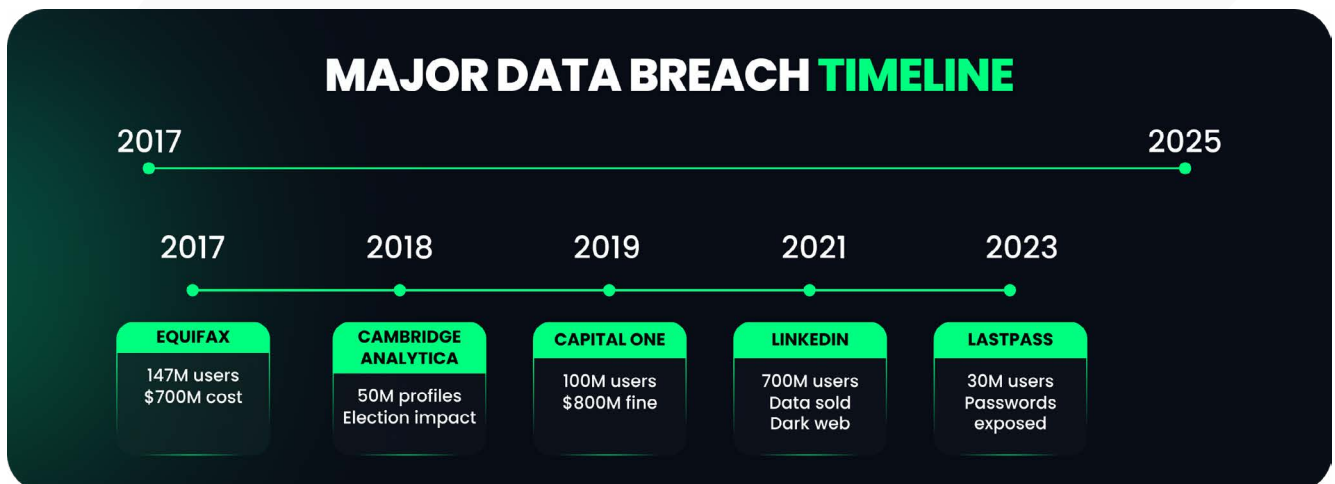 MAJOR DATA BREACH TIMELINE
2017 2025
2017 2018 2019 2021 2023
EQUIFAX
147M users
$700M cost
CAMBRIDGE
ANALYTICA
50M profiles
Election impact
CAPITAL ONE
100M users
$800M fine
LINKEDIN
700M users
Data sold
Dark web
LASTPASS
30M users
Passwords
exposed